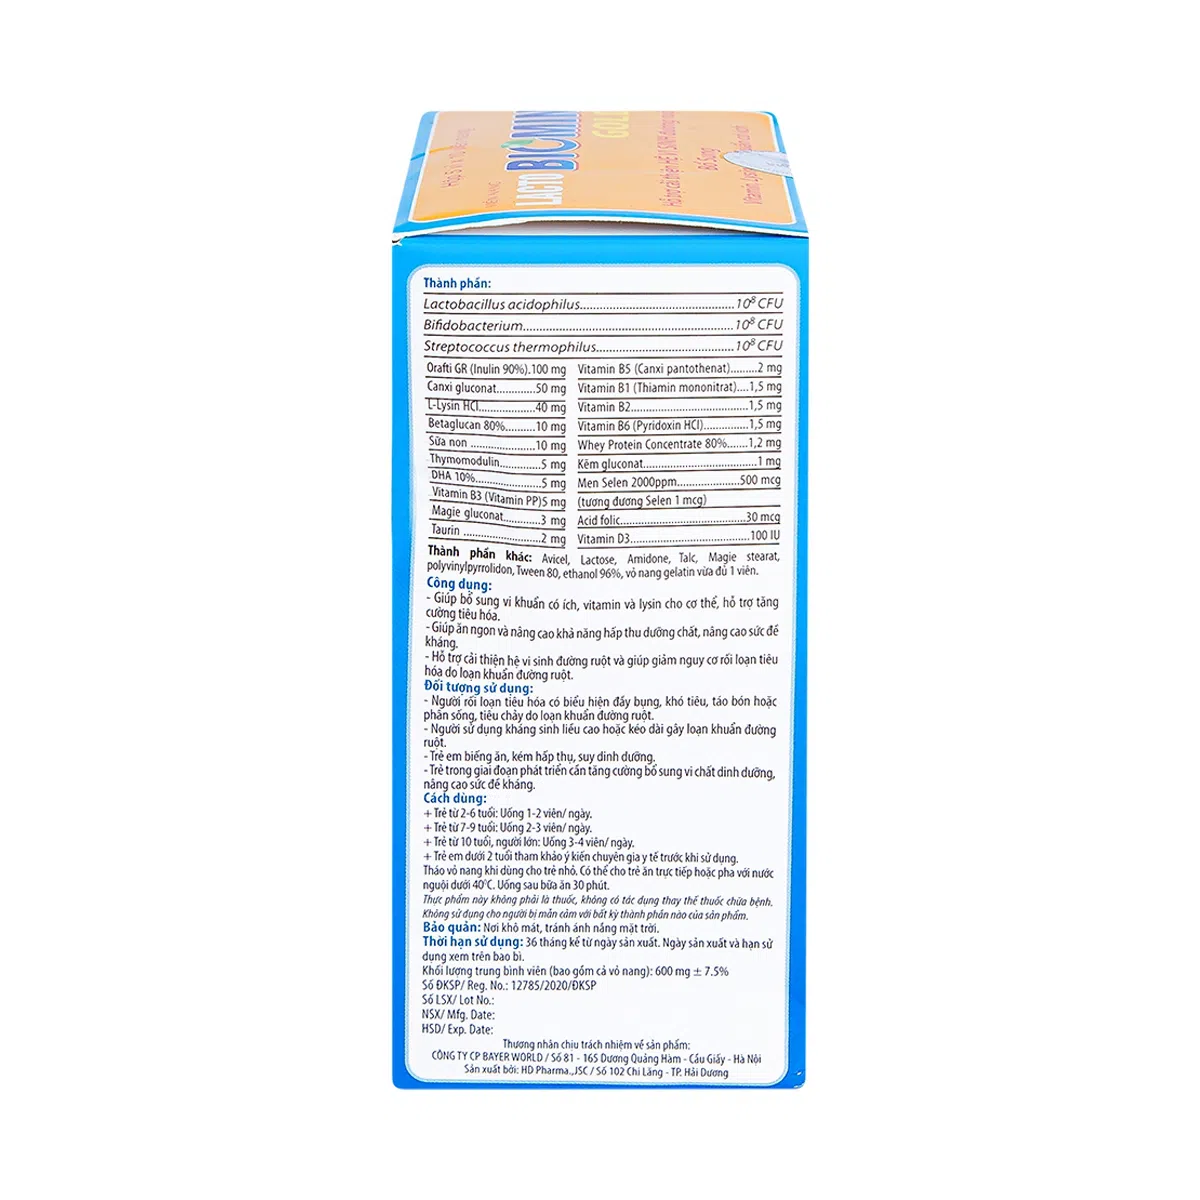 Hộp 5 vỉ x 10 viên nang
VIÊN NANG
LACTO BIOMIN
GOLD
Hỗ trợ cải thiện HỆ VI SINH đường ruột
Bổ Sung
Thành phần:
Lactobacillus acidophilus..................10⁸ CFU
Bifidobacterium..................10⁸ CFU
Streptococcus thermophilus..................10⁸ CFU
Orafti GR (Inulin 90%).100 mg
Canxi gluconat............50 mg
L-Lysin HCl..............40 mg
Betaglucan 80%.........10 mg
Sữa non ..................10 mg
Thymomodulin..........5 mg
DHA 10%..................5 mg
Vitamin B3 (Vitamin PP)5 mg
Magie gluconat..........3 mg
Taurin ..................2 mg
Vitamin B5 (Canxi pantothenat)........2 mg
Vitamin B1 (Thiamin mononitrat)....1,5 mg
Vitamin B2..................1,5 mg
Vitamin B6 (Pyridoxin HCl)............1,5 mg
Whey Protein Concentrate 80%......1,2 mg
Kẽm gluconat..................1 mg
Men Selen 2000ppm..................500 mcg
(tương đương Selen 1 mcg)
Acid folic..................30 mcg
Vitamin D3..................100 IU
Thành phần khác: Avicel, Lactose, Amidone, Talc, Magie stearat,
polyvinylpyrrolidon, Tween 80, ethanol 96%, vỏ nang gelatin vừa đủ 1 viên.
Công dụng:
- Giúp bổ sung vi khuẩn có ích, vitamin và lysin cho cơ thể, hỗ trợ tăng
cường tiêu hóa.
- Giúp ăn ngon và nâng cao khả năng hấp thu dưỡng chất, nâng cao sức đề
kháng.
- Hỗ trợ cải thiện hệ vi sinh đường ruột và giúp giảm nguy cơ rối loạn tiêu
hóa do loạn khuẩn đường ruột.
Đối tượng sử dụng:
- Người rối loạn tiêu hóa có biểu hiện đầy bụng, khó tiêu, táo bón hoặc
phân sống, tiêu chảy do loạn khuẩn đường ruột.
- Người sử dụng kháng sinh liều cao hoặc kéo dài gây loạn khuẩn đường
ruột.
- Trẻ em biếng ăn, kém hấp thụ, suy dinh dưỡng.
- Trẻ trong giai đoạn phát triển cần tăng cường bổ sung vi chất dinh dưỡng,
nâng cao sức đề kháng.
Cách dùng:
+ Trẻ từ 2-6 tuổi: Uống 1-2 viên/ ngày.
+ Trẻ từ 7-9 tuổi: Uống 2-3 viên/ ngày.
+ Trẻ từ 10 tuổi, người lớn: Uống 3-4 viên/ ngày.
+ Trẻ em dưới 2 tuổi tham khảo ý kiến chuyên gia y tế trước khi sử dụng.
Tháo vỏ nang khi dùng cho trẻ nhỏ. Có thể cho trẻ ăn trực tiếp hoặc pha với nước
nguội dưới 40⁰C. Uống sau bữa ăn 30 phút.
Thực phẩm này không phải là thuốc, không có tác dụng thay thế thuốc chữa bệnh.
Không sử dụng cho người bị mẫn cảm với bất kỳ thành phần nào của sản phẩm.
Bảo quản: Nơi khô mát, tránh ánh nắng mặt trời.
Thời hạn sử dụng: 36 tháng kể từ ngày sản xuất. Ngày sản xuất và hạn sử
dụng xem trên bao bì.
Khối lượng trung bình viên (bao gồm cả vỏ nang): 600 mg ± 7.5%
Số ĐKSP/ Reg. No.: 12785/2020/ĐKSP
Số LSX/ Lot No.:
NSX/ Mfg. Date:
HSD/ Exp. Date:
Thương nhân chịu trách nhiệm về sản phẩm:
CÔNG TY CP BAYER WORLD / Số 81 - 165 Dương Quảng Hàm - Cầu Giấy - Hà Nội
Sản xuất bởi: HD Pharma.,JSC / Số 102 Chi Lăng - TP. Hải Dương